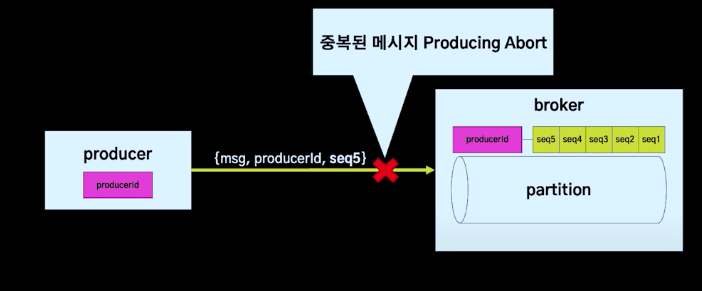 중복된 메시지 Producing Abort
broker
producerId
seq5 seq4 seq3 seq2 seq1
producer
{msg, producerId, seq5}
producerId
partition